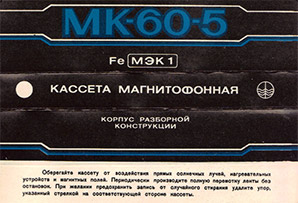 МК-60-5
Fe МЭК 1
КАССЕТА МАГНИТОФОННАЯ
КОРПУС РАЗБОРНОЙ
КОНСТРУКЦИИ
Оберегайте кассету от воздействия прямых солнечных лучей, нагревательных
устройств и магнитных полей. Периодически производите полную перемотку ленты без
остановок. При желании предохранить запись от случайного стирания удалите упор,
указанный стрелкой на соответствующей стороне кассеты.